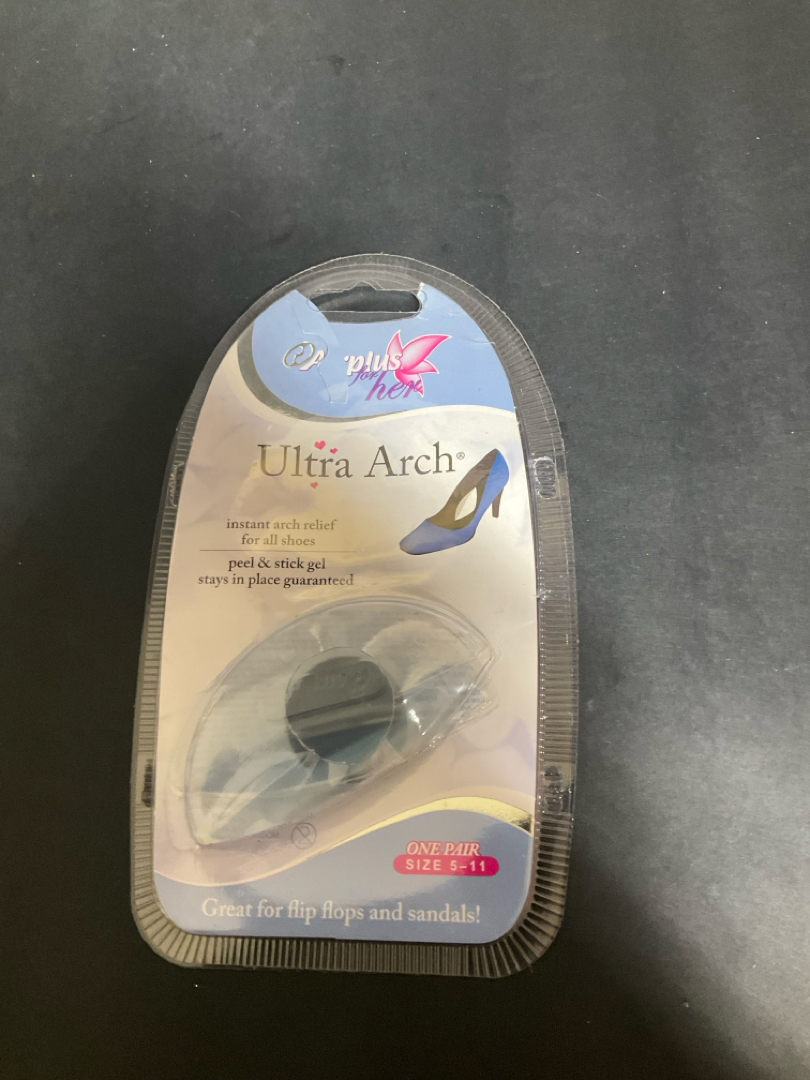 plus
for
her
Ultra Arch®
instant arch relief
for all shoes
peel & stick gel
stays in place guaranteed
ONE PAIR
SIZE 5-11
Great for flip flops and sandals!